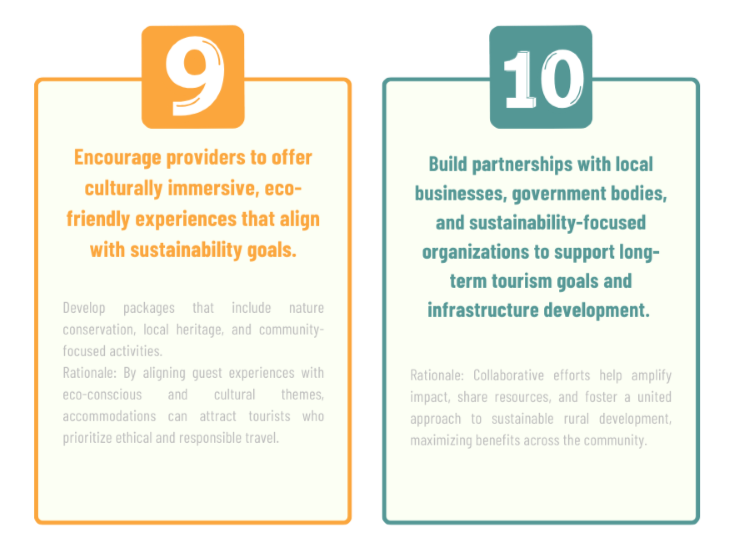 9
Encourage providers to offer
culturally immersive, eco-
friendly experiences that align
with sustainability goals.
Develop packages that include nature
conservation, local heritage, and community-
focused activities.
Rationale: By aligning guest experiences with
eco-conscious and cultural themes,
accommodations can attract tourists who
prioritize ethical and responsible travel.
10
Build partnerships with local
businesses, government bodies,
and sustainability-focused
organizations to support long-
term tourism goals and
infrastructure development.
Rationale: Collaborative efforts help amplify
impact, share resources, and foster a united
approach to sustainable rural development,
maximizing benefits across the community.